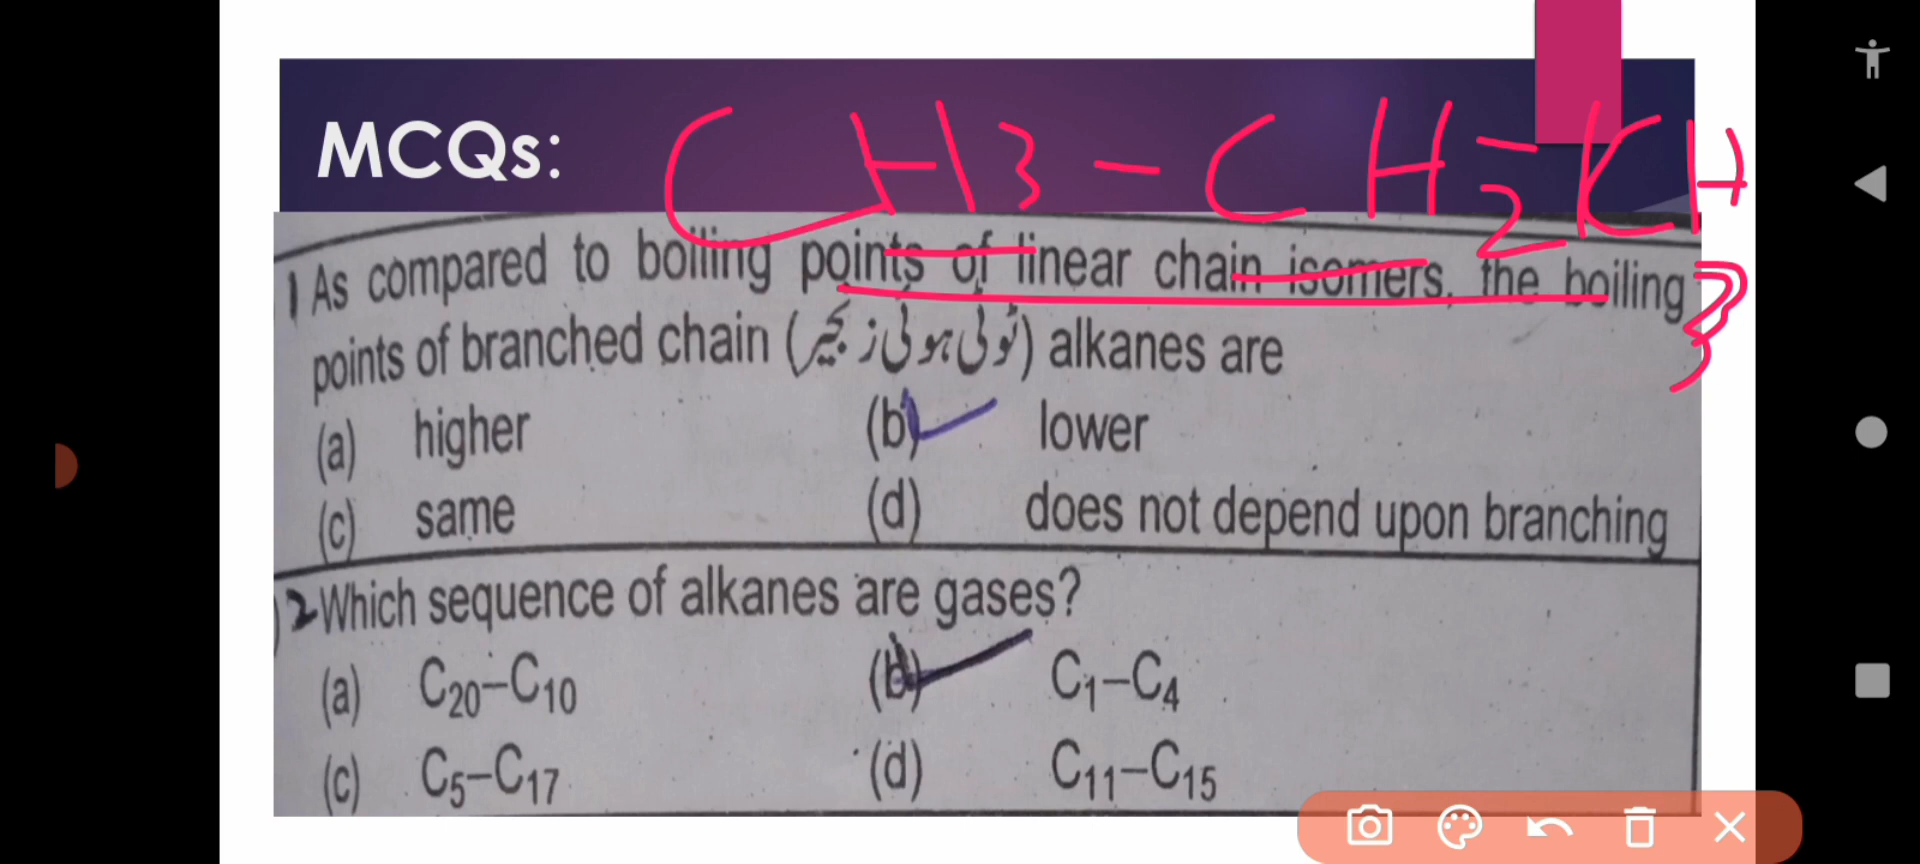 MCQs:
CH3-CH2-CH3
1 As compared to boiling points of linear chain isomers, the boiling
points of branched chain (ٹوٹی ہوئی زنجیر) alkanes are
(a) higher (b) lower
(c) same (d) does not depend upon branching
2 Which sequence of alkanes are gases?
(a) C₂₀–C₁₀ (b) C₁–C₄
(c) C₅–C₁₇ (d) C₁₁–C₁₅